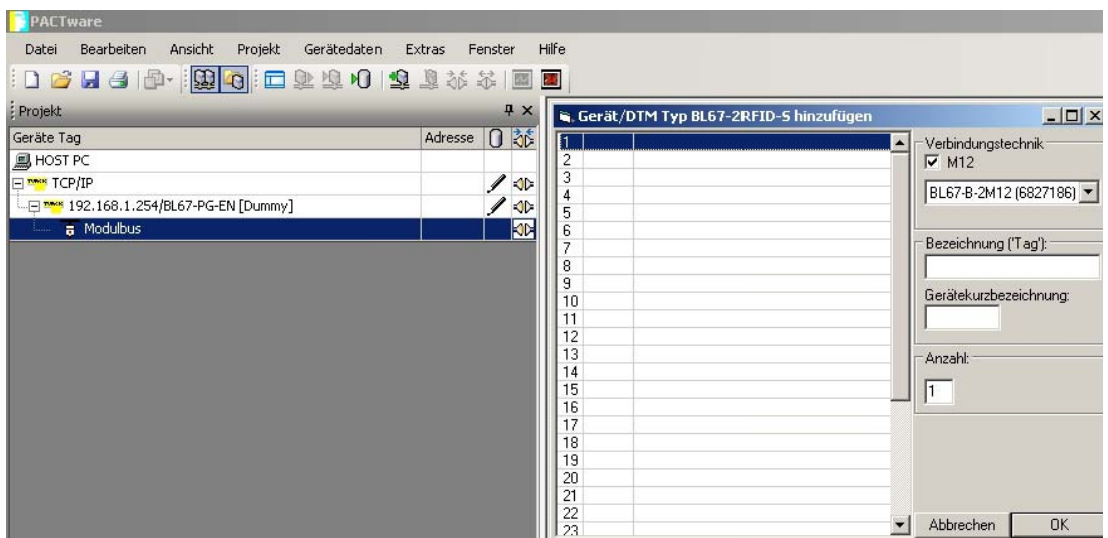 PACTware
Datei Bearbeiten Ansicht Projekt Gerätedaten Extras Fenster Hilfe
Projekt
Geräte Tag Adresse
HOST PC
TCP/IP
192.168.1.254/BL67-PG-EN [Dummy]
Modulbus
Gerät/DTM Typ BL67-2RFID-S hinzufügen
1
2
3
4
5
6
7
8
9
10
11
12
13
14
15
16
17
18
19
20
21
22
23
Verbindungstechnik
M12
BL67-B-2M12 (6827186)
Bezeichnung ('Tag'):
Gerätekurzbezeichnung:
Anzahl:
1
Abbrechen OK